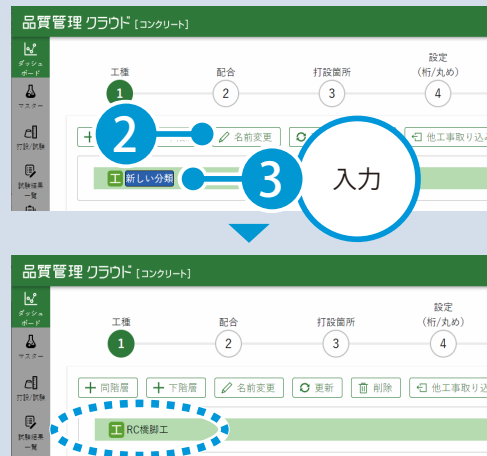 品質管理 クラウド [コンクリート]
ダッシュ
ボード
マスター
打設/試験
試験結果
一覧
工種
配合
打設箇所
設定
(桁/丸め)
1
2
3
4
2
名前変更
他工事取り込み
工 新しい分類
3
入力
品質管理 クラウド [コンクリート]
ダッシュ
ボード
マスター
打設/試験
試験結果
一覧
工種
配合
打設箇所
設定
(桁/丸め)
1
2
3
4
同階層
下階層
名前変更
更新
削除
他工事取り込
工 RC橋脚工